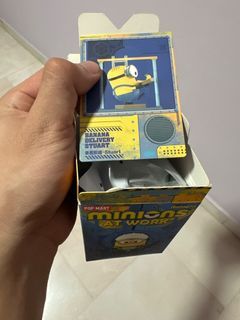 BANANA
DELIVERY
STUART
POP MART
minions
AT WORK